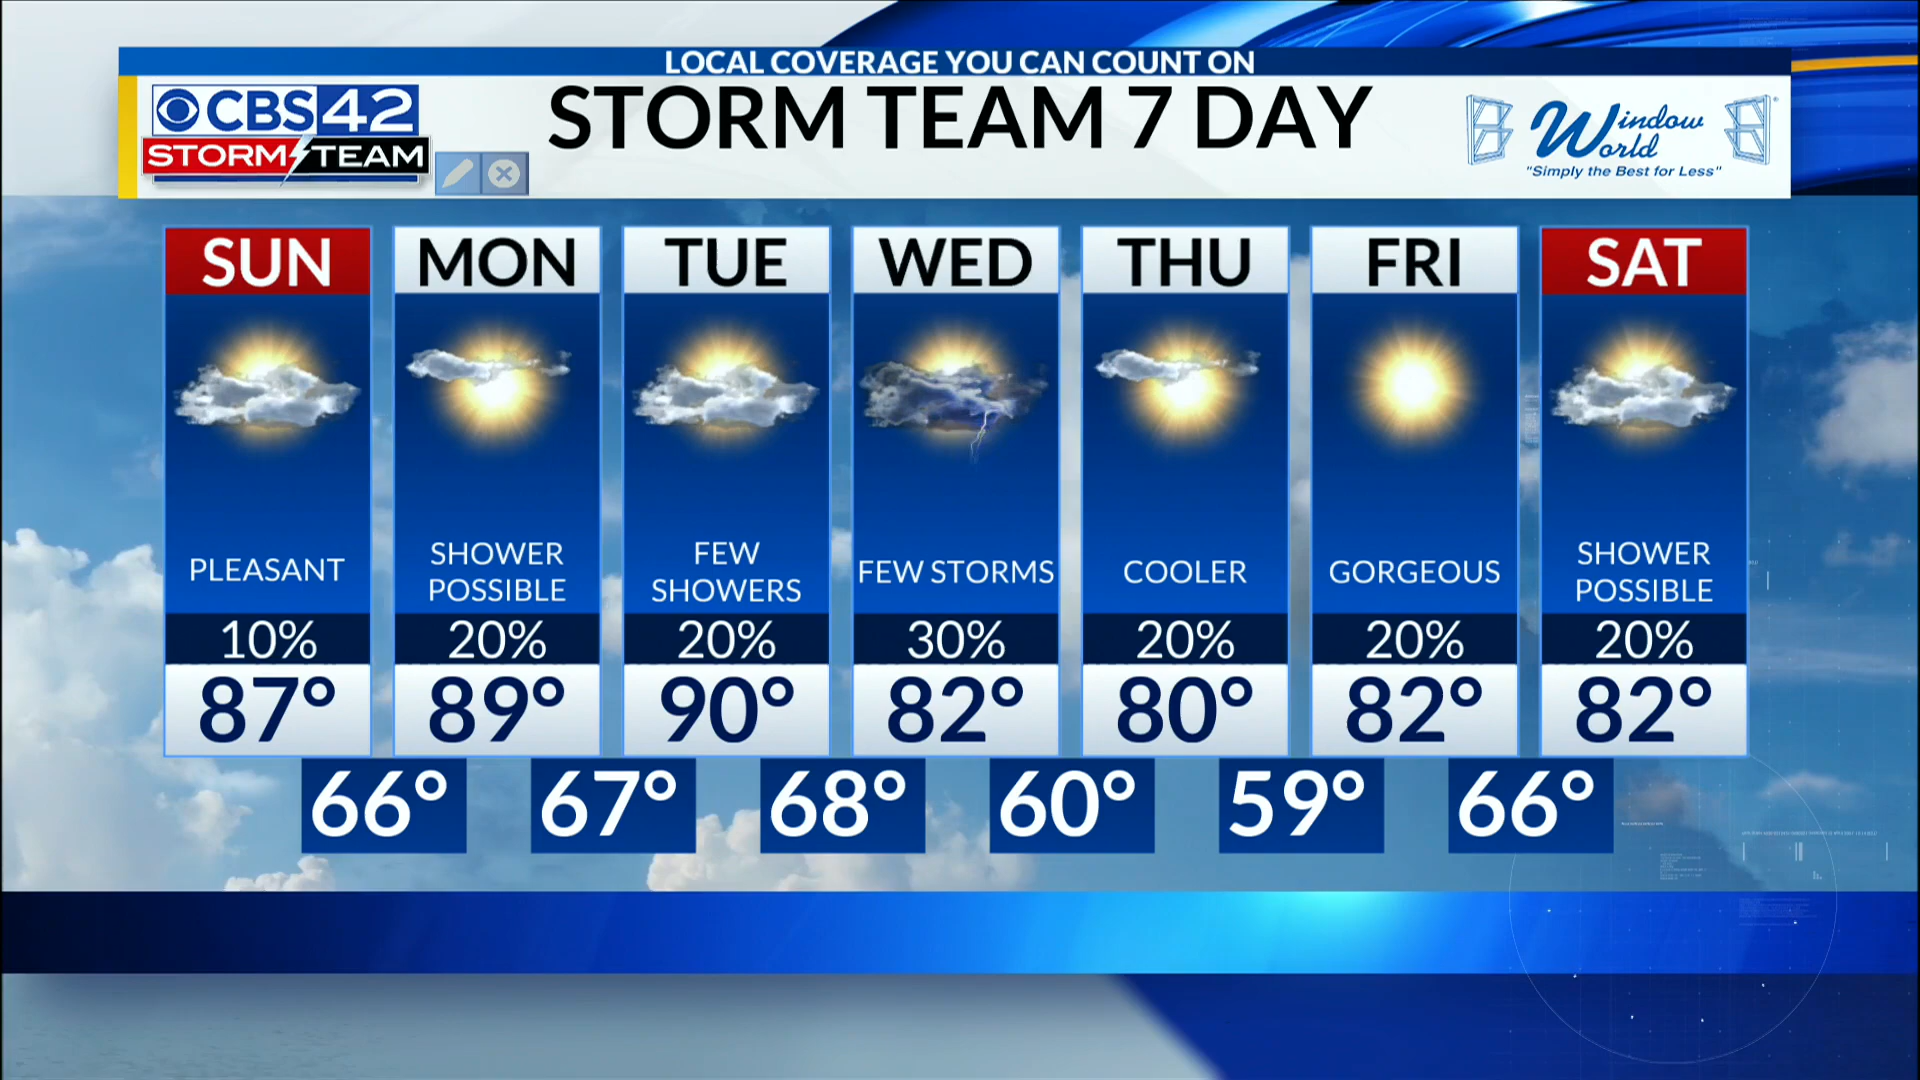 LOCAL COVERAGE YOU CAN COUNT ON
CBS 42
STORM TEAM
STORM TEAM 7 DAY
Window
World
"Simply the Best for Less"
SUN MON TUE WED THU FRI SAT
PLEASANT
SHOWER
POSSIBLE
FEW
SHOWERS
FEW STORMS
COOLER
GORGEOUS
SHOWER
POSSIBLE
10% 20% 20% 30% 20% 20% 20%
87° 89° 90° 82° 80° 82° 82°
66° 67° 68° 60° 59° 66°